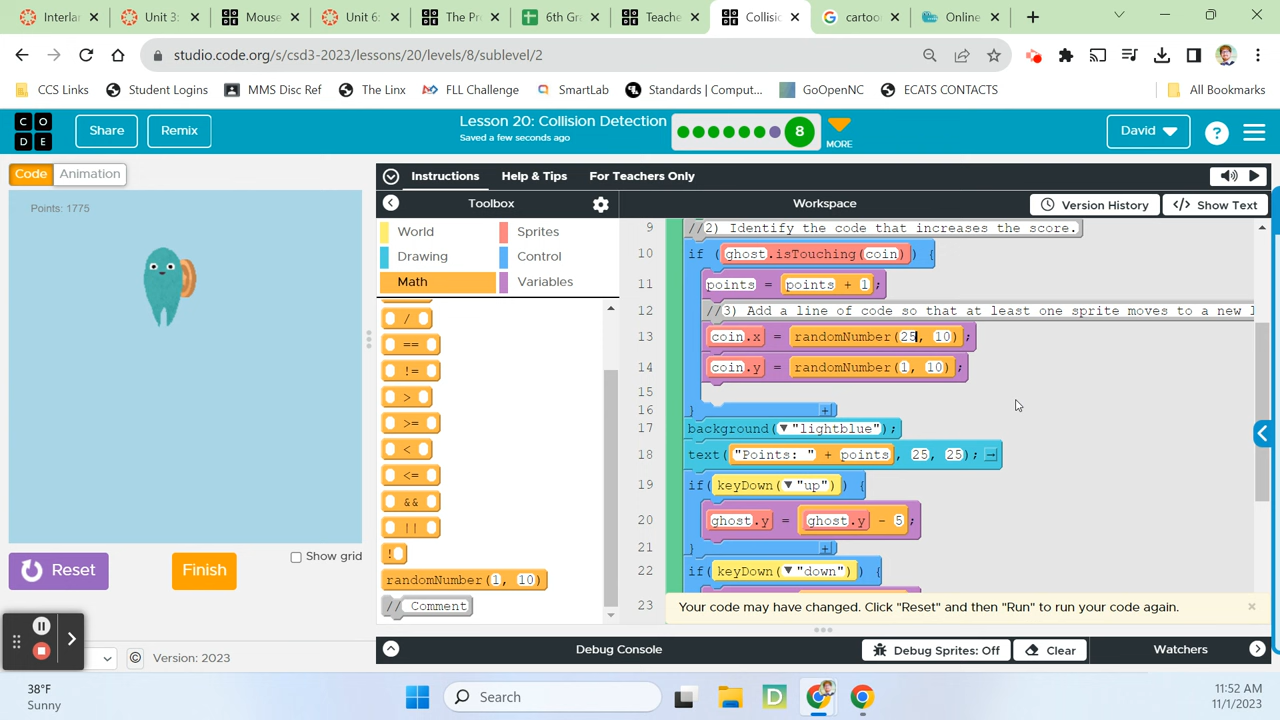 Interlan
Unit 3:
Mouse
Unit 6:
The Pro
6th Gra
Teache
Collisio
cartoo
Online
studio.code.org/s/csd3-2023/lessons/20/levels/8/sublevel/2
CCS Links
Student Logins
MMS Disc Ref
The Linx
FLL Challenge
SmartLab
Standards | Comput...
GoOpenNC
ECATS CONTACTS
All Bookmarks
C O
D E
Share
Remix
Lesson 20: Collision Detection
Saved a few seconds ago
8
MORE
David
?
Code
Animation
Instructions
Help & Tips
For Teachers Only
Toolbox
Workspace
Version History
</> Show Text
Points: 1775
World
Sprites
Drawing
Control
Math
Variables
/
==
!=
>
>=
<
<=
&&
||
!
randomNumber(1, 10)
// Comment
9 //2) Identify the code that increases the score.
10 if (ghost.isTouching(coin)) {
11 points = points + 1;
12 //3) Add a line of code so that at least one sprite moves to a new l
13 coin.x = randomNumber(25, 10);
14 coin.y = randomNumber(1, 10);
15
16 }
17 background("lightblue");
18 text("Points: " + points, 25, 25);
19 if(keyDown("up")) {
20 ghost.y = ghost.y - 5;
21 }
22 if(keyDown("down")) {
23
Your code may have changed. Click "Reset" and then "Run" to run your code again.
Reset
Finish
Show grid
Debug Console
Debug Sprites: Off
Clear
Watchers
© Version: 2023
38°F
Sunny
Search
D
11:52 AM
11/1/2023